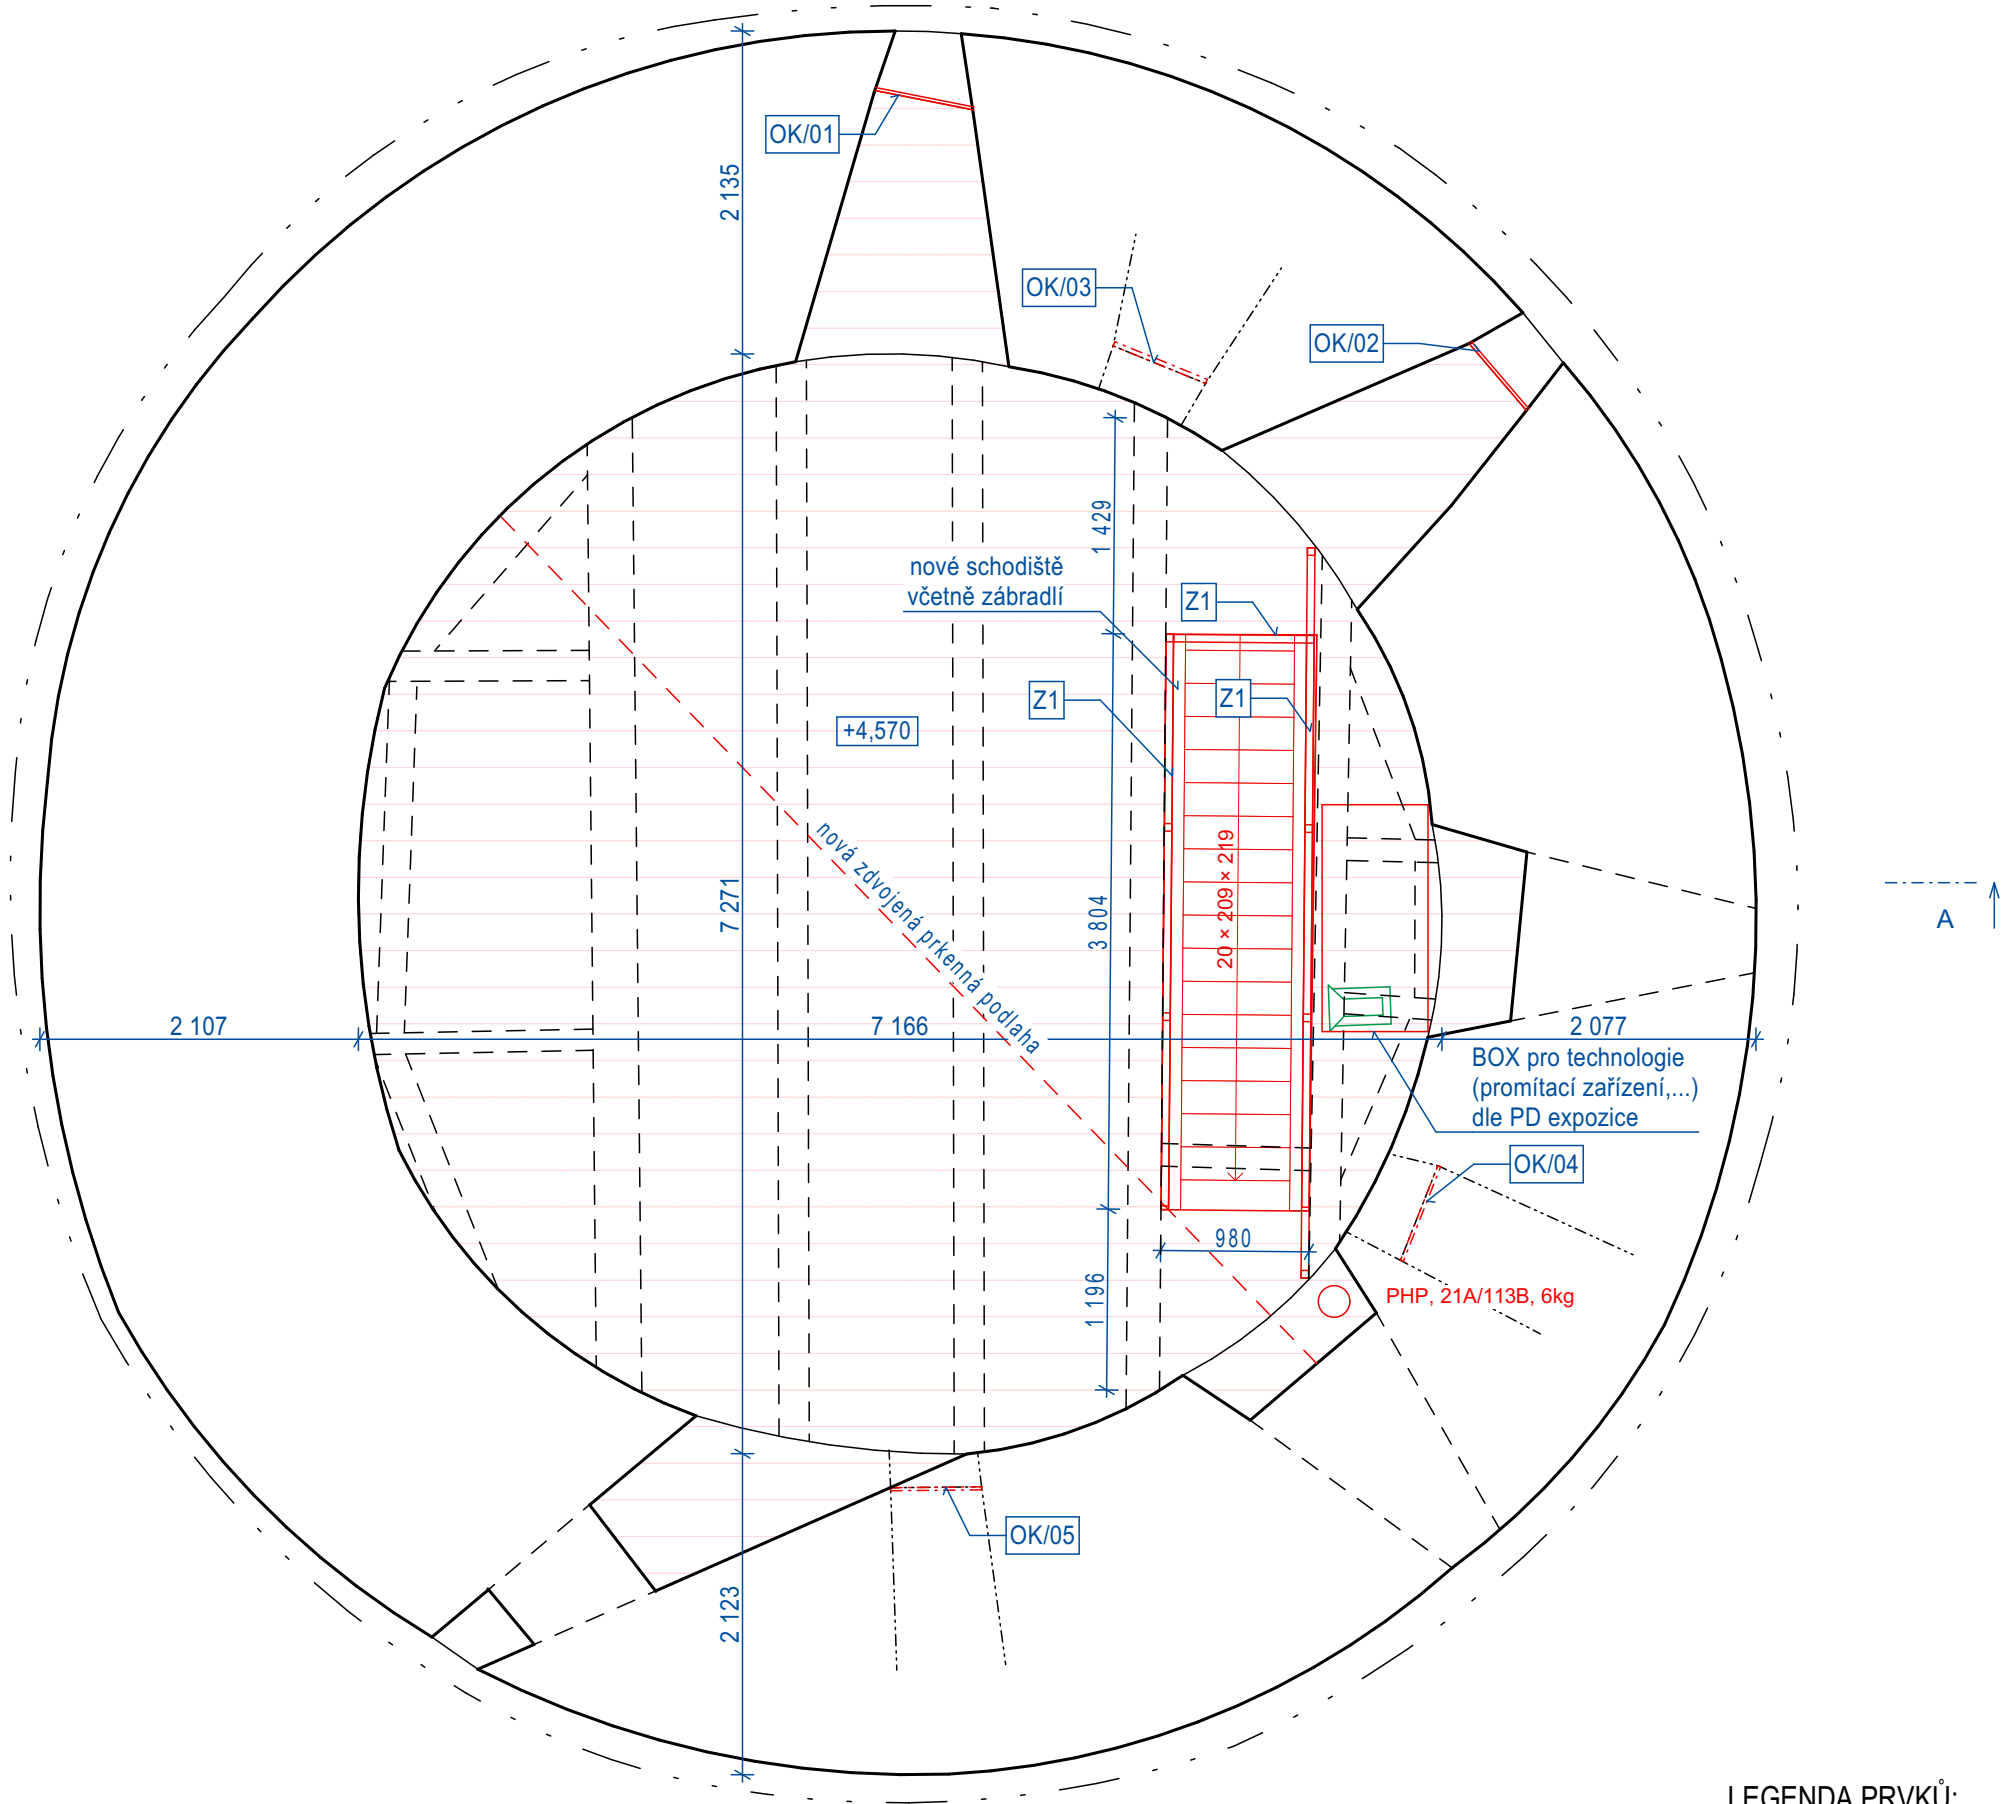 OK/01
2 135
OK/03
OK/02
1 429
nové schodiště
včetně zábradlí
Z1
Z1
Z1
+4,570
nová zdvojená prkenná podlaha
7 271
3 804
20 × 209 × 219
A
2 107
7 166
2 077
BOX pro technologie
(promítací zařízení,...)
dle PD expozice
OK/04
980
1 196
PHP, 21A/113B, 6kg
OK/05
2 123
LEGENDA PRVKŮ: